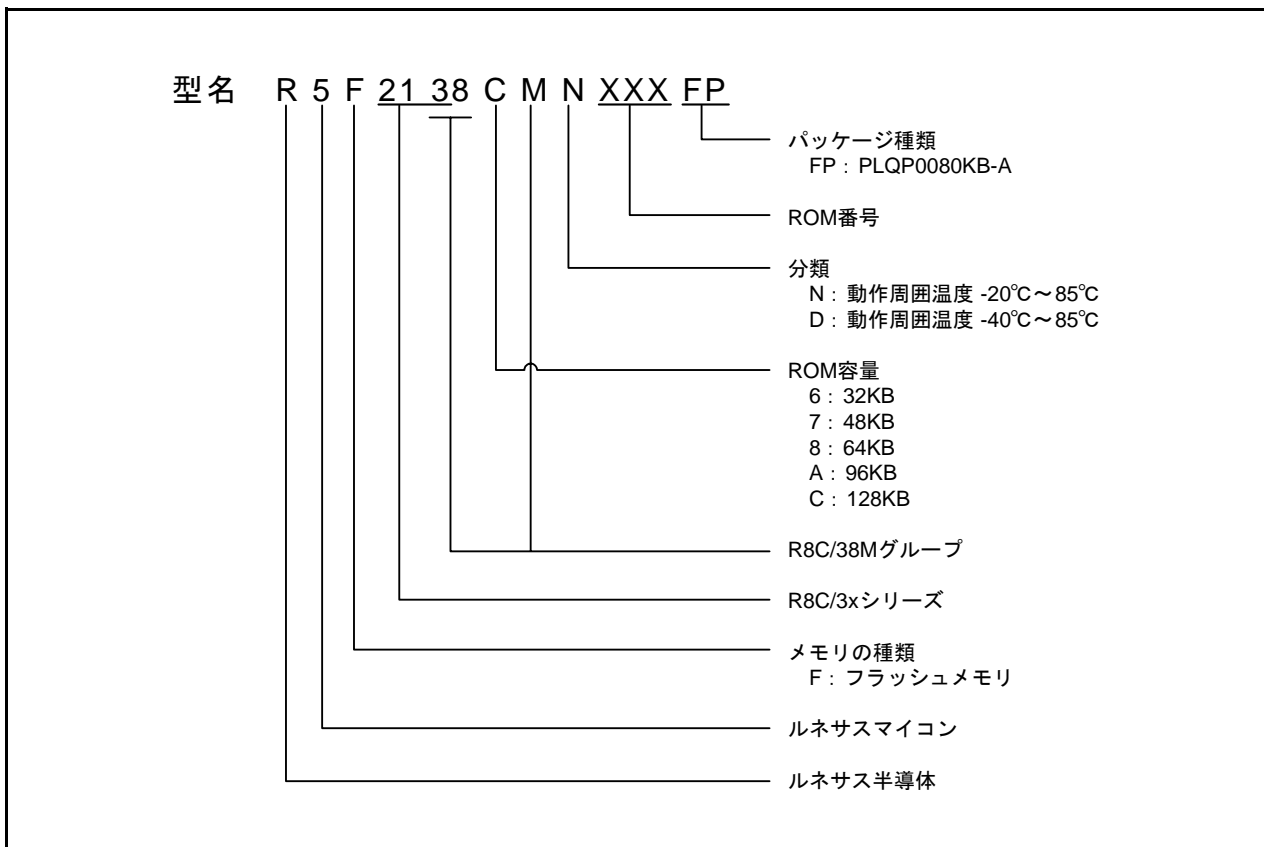 型名 R 5 F 21 38 C M N XXX FP
パッケージ種類
FP : PLQP0080KB-A
ROM番号
分類
N : 動作周囲温度 -20℃～85℃
D : 動作周囲温度 -40℃～85℃
ROM容量
6 : 32KB
7 : 48KB
8 : 64KB
A : 96KB
C : 128KB
R8C/38Mグループ
R8C/3xシリーズ
メモリの種類
F : フラッシュメモリ
ルネサスマイコン
ルネサス半導体